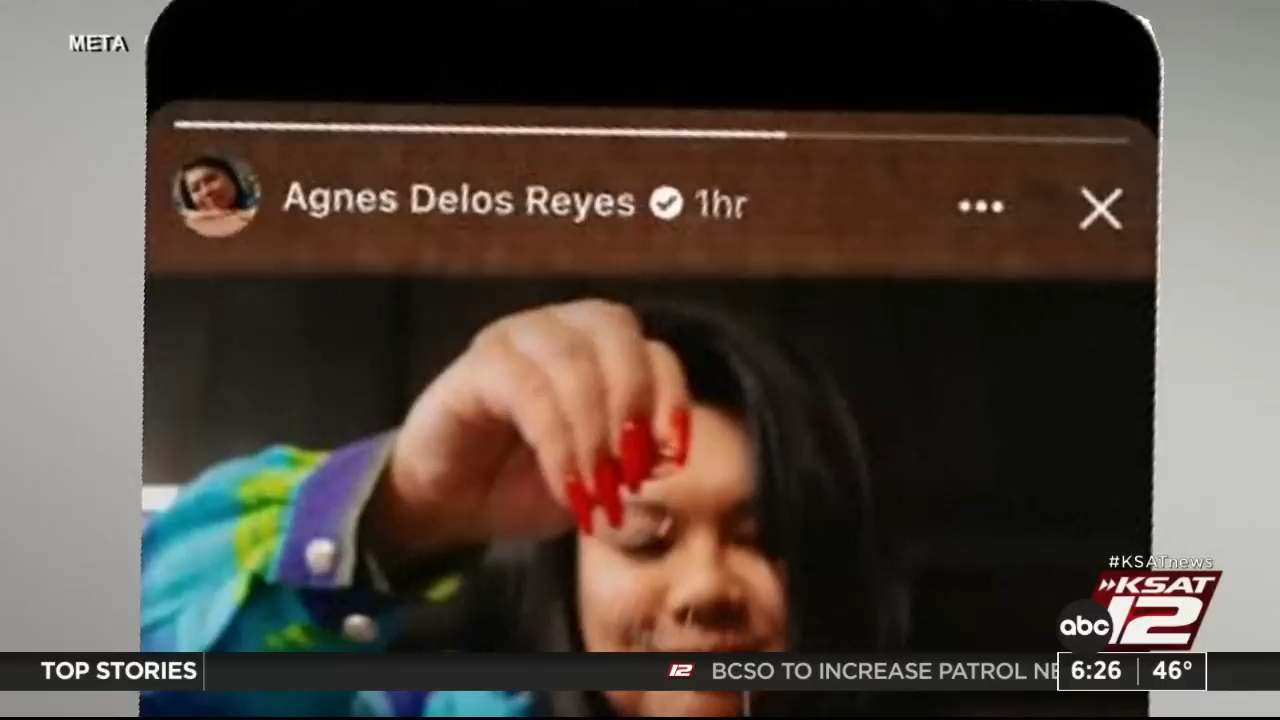 META
Agnes Delos Reyes 1hr
#KSATnews
KSAT
abc 12
TOP STORIES
12 BCSO TO INCREASE PATROL NE
6:26 46°